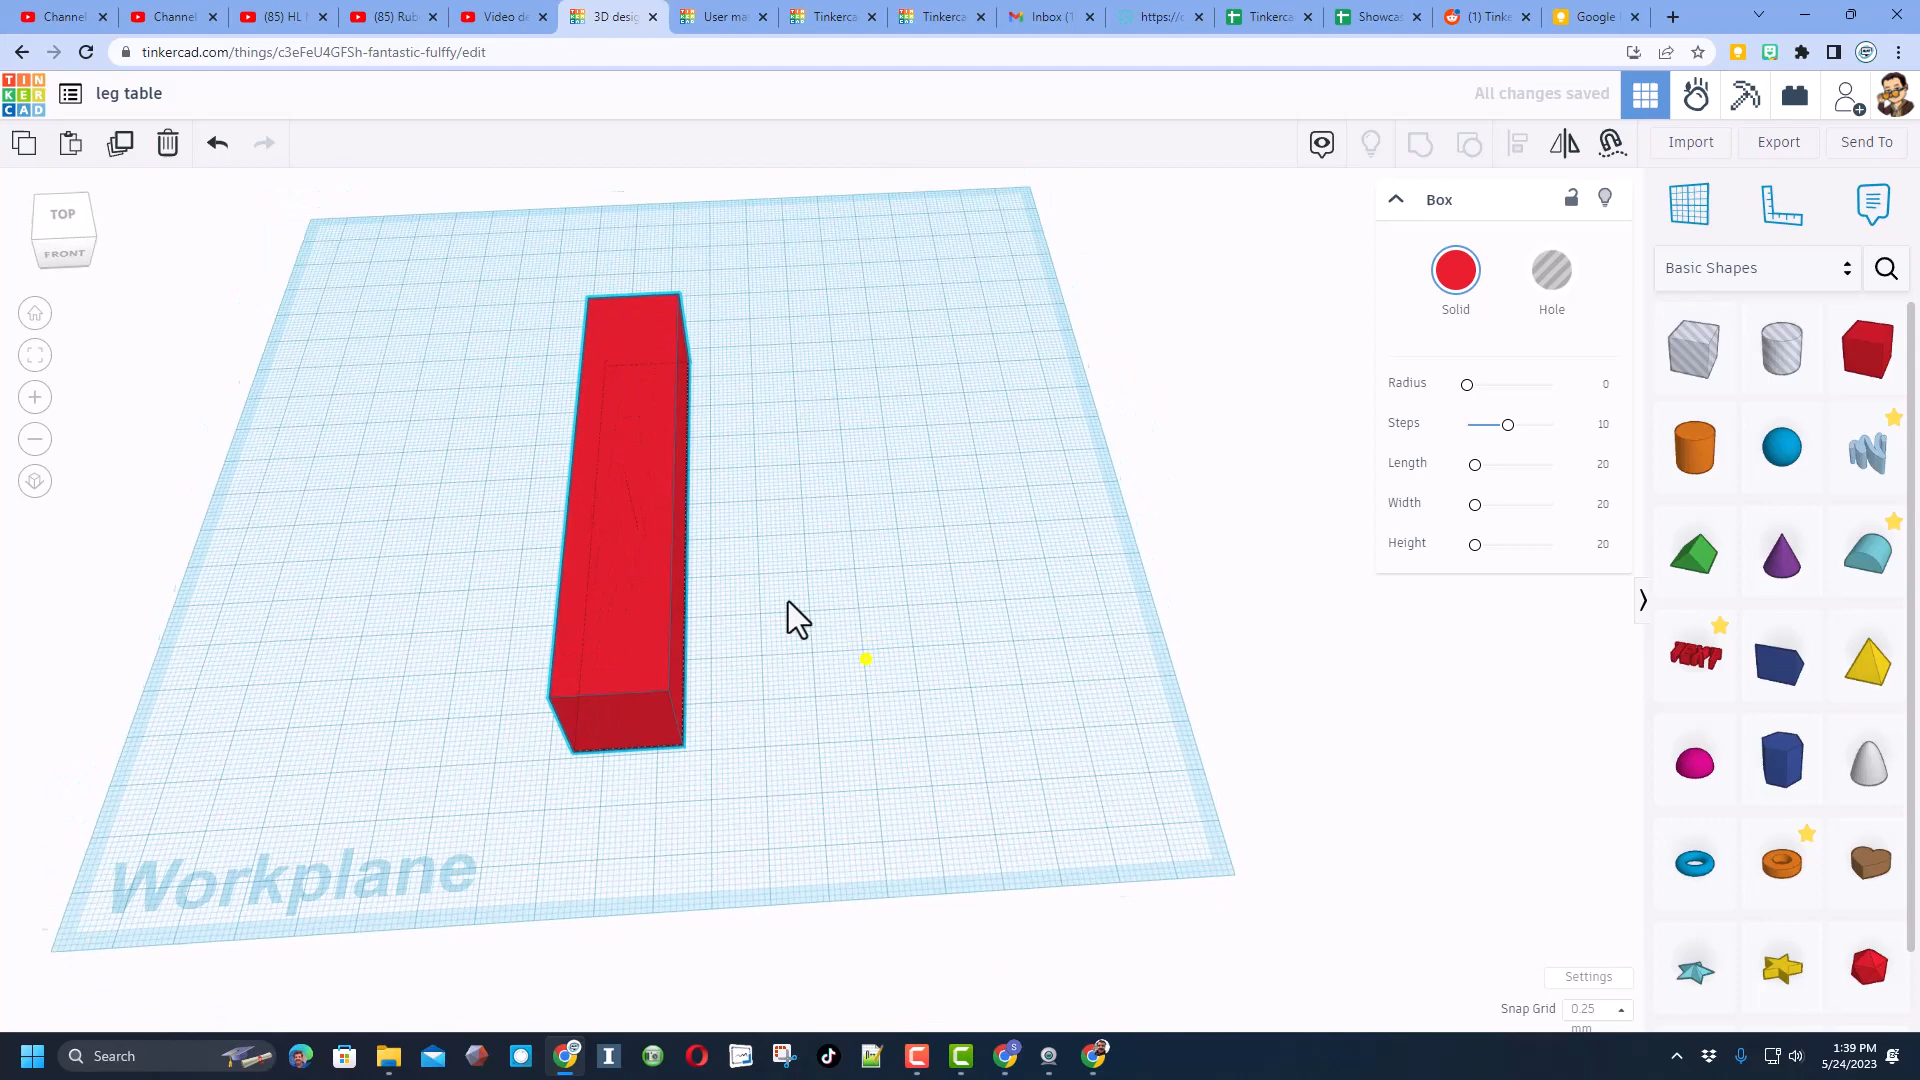 Channel
Channel
(85) HL
(85) Rub
Video de
3D desig
User ma
Tinkerca
Tinkerca
Inbox (1
https://c
Tinkerca
Showcas
(1) Tinke
Google
tinkercad.com/things/c3eFeU4GFSh-fantastic-fulffy/edit
TIN
KER
CAD
leg table
All changes saved
Import
Export
Send To
TOP
FRONT
Box
Solid
Hole
Radius
0
Steps
10
Length
20
Width
20
Height
20
Basic Shapes
TEXT
Workplane
Settings
Snap Grid
0.25
mm
Search
1:39 PM
5/24/2023